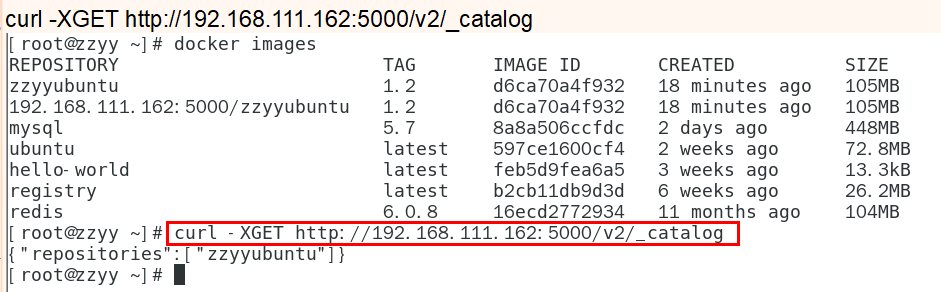 curl -XGET http://192.168.111.162:5000/v2/_catalog
[root@zzyy ~]# docker images
REPOSITORY TAG IMAGE ID CREATED SIZE
zzyyubuntu 1.2 d6ca70a4f932 18 minutes ago 105MB
192.168.111.162:5000/zzyyubuntu 1.2 d6ca70a4f932 18 minutes ago 105MB
mysql 5.7 8a8a506ccfdc 2 days ago 448MB
ubuntu latest 597ce1600cf4 2 weeks ago 72.8MB
hello-world latest feb5d9fea6a5 3 weeks ago 13.3kB
registry latest b2cb11db9d3d 6 weeks ago 26.2MB
redis 6.0.8 16ecd2772934 11 months ago 104MB
[root@zzyy ~]# curl -XGET http://192.168.111.162:5000/v2/_catalog
{"repositories":["zzyyubuntu"]}
[root@zzyy ~]#